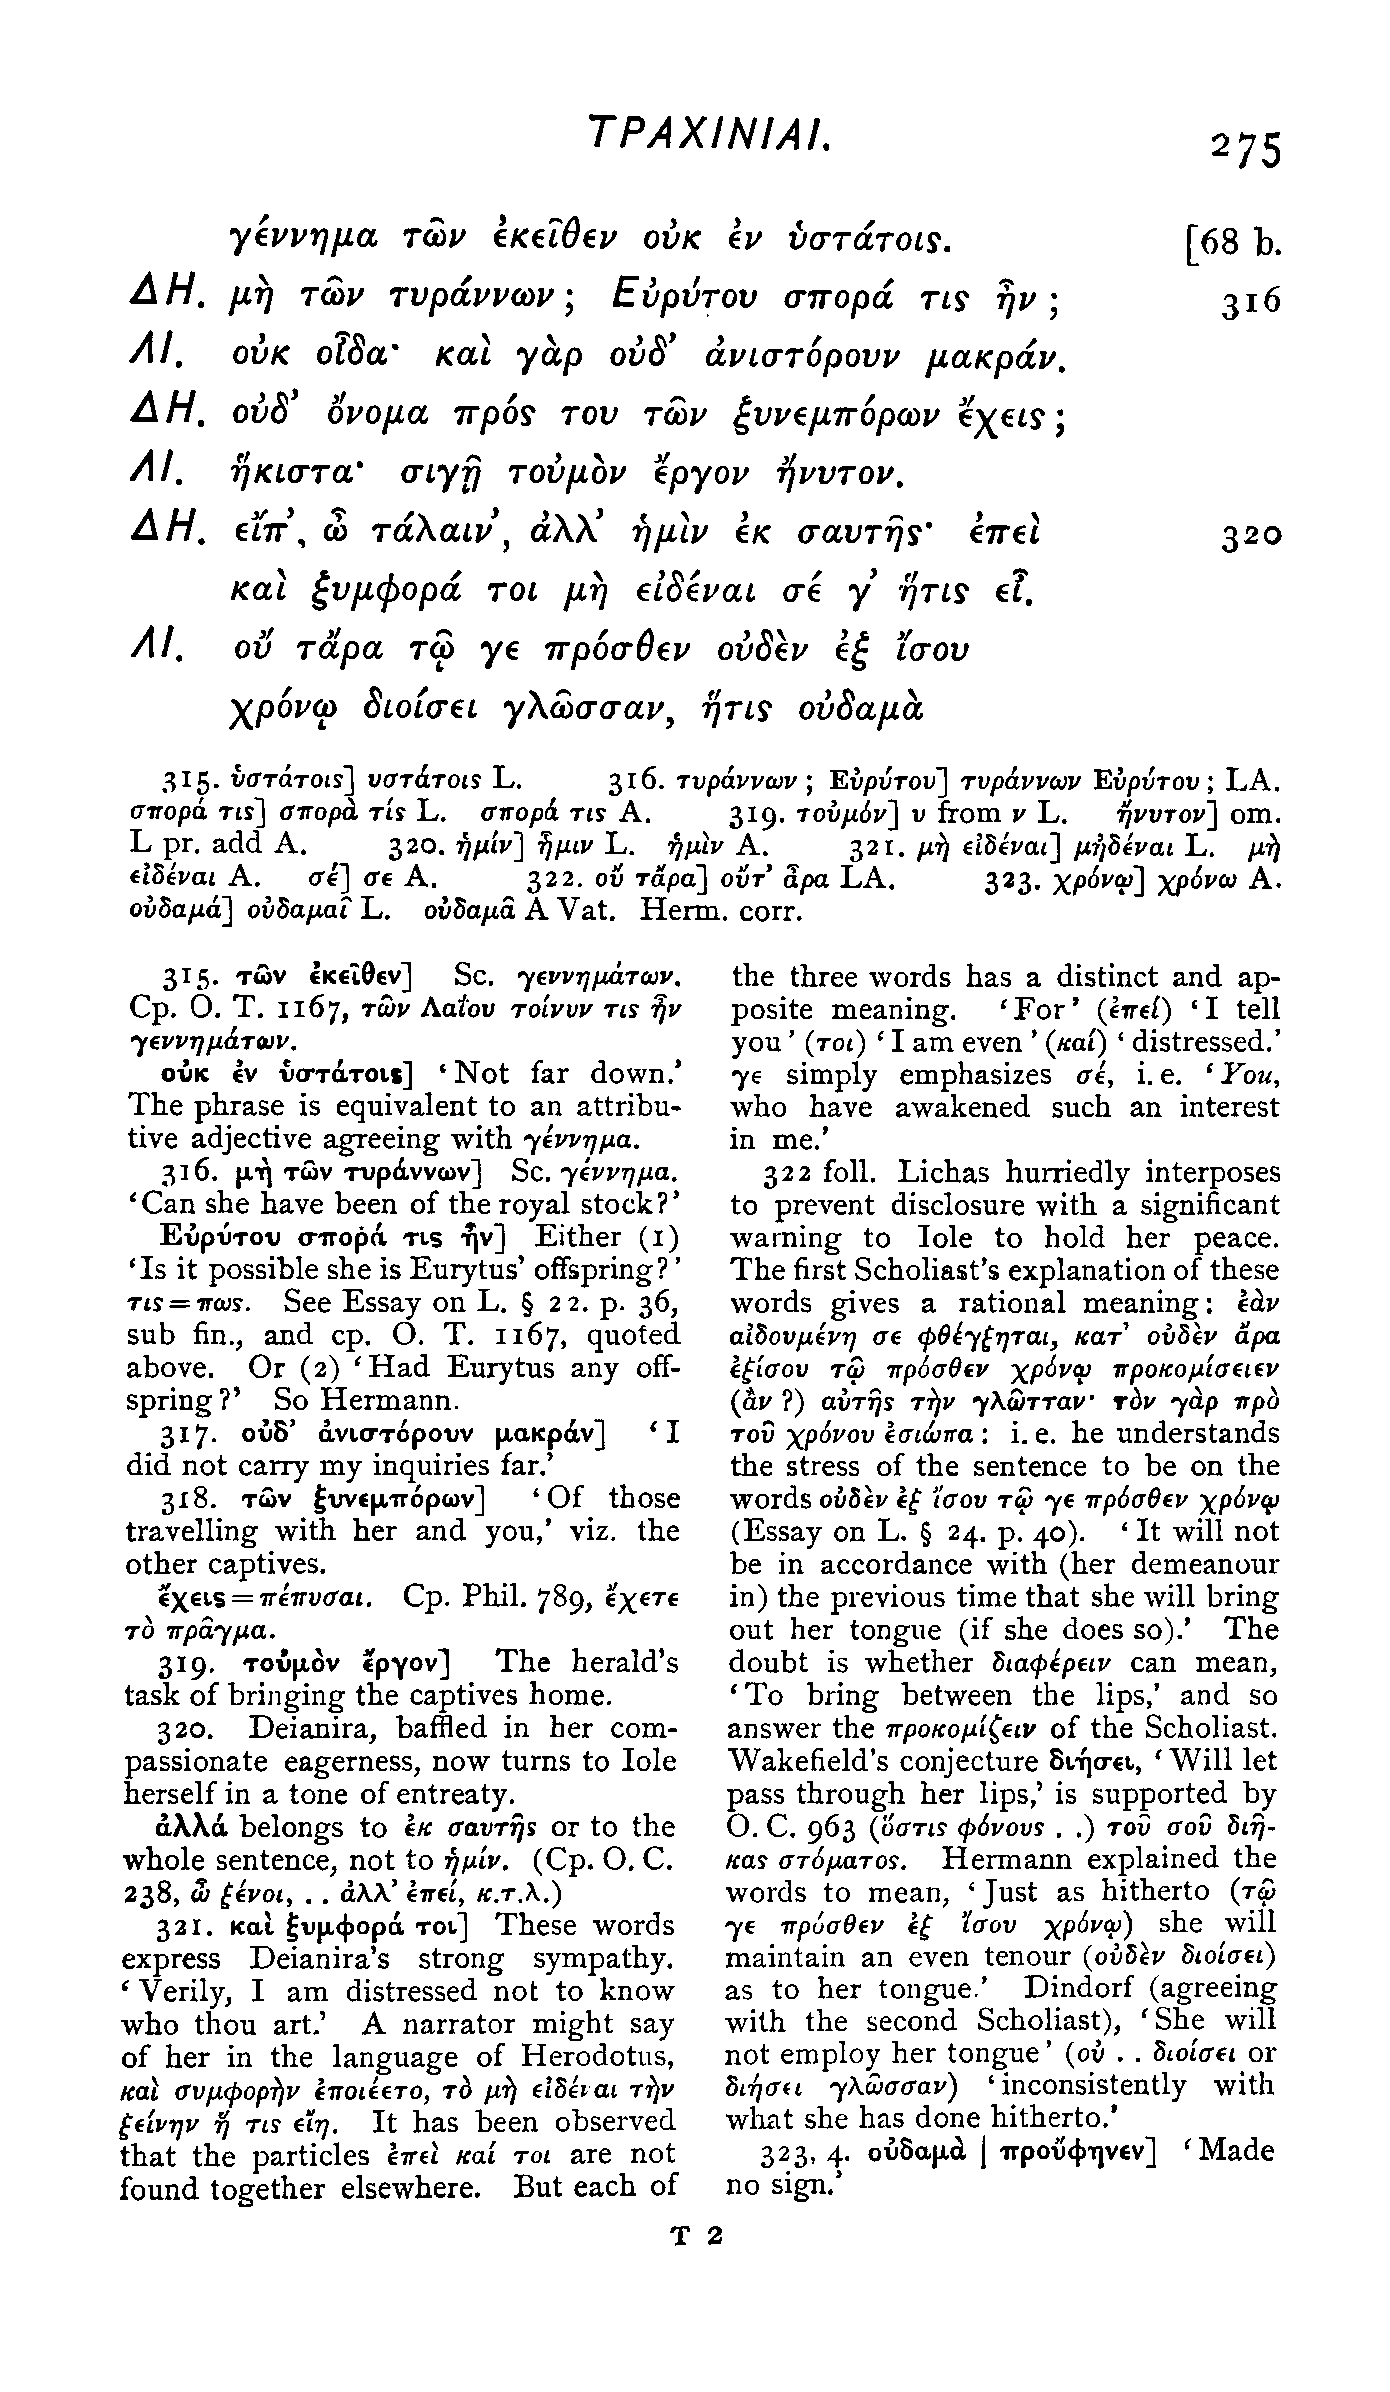 ΤΡΑΧΙΝΙΑΙ.
275
γέννημα τῶν ἐκεῖθεν οὐκ ἐν ὑστάτοις. [68 b.
ΔΗ. μὴ τῶν τυράννων; Εὐρύτου σπορά τις ἦν; 316
ΛΙ. οὐκ οἶδα· καὶ γὰρ οὐδ’ ἀνιστόρουν μακράν.
ΔΗ. οὐδ’ ὄνομα πρός του τῶν ξυνεμπόρων ἔχεις;
ΛΙ. ἥκιστα· σιγῇ τοὐμὸν ἔργον ἤνυτον.
ΔΗ. εἴπ’, ὦ τάλαιν’, ἀλλ’ ἡμὶν ἐκ σαυτῆς· ἐπεὶ 320
καὶ ξυμφορά τοι μὴ εἰδέναι σέ γ’ ἥτις εἶ.
ΛΙ. οὔ τἄρα τῷ γε πρόσθεν οὐδὲν ἐξ ἴσου
χρόνῳ διοίσει γλῶσσαν, ἥτις οὐδαμὰ
315. ὑστάτοις] υστάτοις L. 316. τυράννων; Εὐρύτου] τυράννων Εὐρύτου; LA.
σπορά τις] σπορὰ τίς L. σπορά τις A. 319. τοὐμόν] υ from ν L. ἤνυτον] om.
L pr. add A. 320. ἡμίν] ἦμιν L. ἡμὶν A. 321. μὴ εἰδέναι] μὴδέναι L. μὴ
εἰδέναι A. σέ] σε A. 322. οὔ τἄρα] οὔτ’ ἆρα LA. 323. χρόνῳ] χρόνω A.
οὐδαμά] οὐδαμαῖ L. οὐδαμᾶ A Vat. Herm. corr.
315. τῶν ἐκεῖθεν] Sc. γεννημάτων.
Cp. O. T. 1167, τῶν Λαΐου τοίνυν τις ἦν
γεννημάτων.
οὐκ ἐν ὑστάτοις] ‘Not far down.’
The phrase is equivalent to an attribu-
tive adjective agreeing with γέννημα.
316. μὴ τῶν τυράννων] Sc. γέννημα.
‘Can she have been of the royal stock?’
Εὐρύτου σπορά τις ἦν] Either (1)
‘Is it possible she is Eurytus’ offspring?’
τις=πως. See Essay on L. § 22. p. 36,
sub fin., and cp. O. T. 1167, quoted
above. Or (2) ‘Had Eurytus any off-
spring?’ So Hermann.
317. οὐδ’ ἀνιστόρουν μακράν] ‘I
did not carry my inquiries far.’
318. τῶν ξυνεμπόρων] ‘Of those
travelling with her and you,’ viz. the
other captives.
ἔχεις=πέπυσαι. Cp. Phil. 789, ἔχετε
τὸ πρᾶγμα.
319. τοὐμὸν ἔργον] The herald’s
task of bringing the captives home.
320. Deianira, baffled in her com-
passionate eagerness, now turns to Iole
herself in a tone of entreaty.
ἀλλά belongs to ἐκ σαυτῆς or to the
whole sentence, not to ἡμίν. (Cp. O. C.
238, ὦ ξένοι, . . ἀλλ’ ἐπεί, κ.τ.λ.)
321. καὶ ξυμφορά τοι] These words
express Deianira’s strong sympathy.
‘Verily, I am distressed not to know
who thou art.’ A narrator might say
of her in the language of Herodotus,
καὶ συμφορὴν ἐποιέετο, τὸ μὴ εἰδέναι τὴν
ξείνην ἥ τις εἴη. It has been observed
that the particles ἐπεὶ καί τοι are not
found together elsewhere. But each of
the three words has a distinct and ap-
posite meaning. ‘For’ (ἐπεί) ‘I tell
you’ (τοι) ‘I am even’ (καί) ‘distressed.’
γε simply emphasizes σέ, i. e. ‘You,
who have awakened such an interest
in me.’
322 foll. Lichas hurriedly interposes
to prevent disclosure with a significant
warning to Iole to hold her peace.
The first Scholiast’s explanation of these
words gives a rational meaning: ἐὰν
αἰδουμένη σε φθέγξηται, κατ’ οὐδὲν ἄρα
ἐξίσου τῷ πρόσθεν χρόνῳ προκομίσειεν
(ἂν ?) αὐτῆς τὴν γλῶτταν· τὸν γὰρ πρὸ
τοῦ χρόνου ἐσιώπα: i. e. he understands
the stress of the sentence to be on the
words οὐδὲν ἐξ ἴσου τῷ γε πρόσθεν χρόνῳ
(Essay on L. § 24. p. 40). ‘It will not
be in accordance with (her demeanour
in) the previous time that she will bring
out her tongue (if she does so).’ The
doubt is whether διαφέρειν can mean,
‘To bring between the lips,’ and so
answer the προκομίζειν of the Scholiast.
Wakefield’s conjecture διήσει, ‘Will let
pass through her lips,’ is supported by
O. C. 963 (ὅστις φόνους . .) τοῦ σοῦ διῆ-
κας στόματος. Hermann explained the
words to mean, ‘Just as hitherto (τῷ
γε πρόσθεν ἐξ ἴσου χρόνῳ) she will
maintain an even tenour (οὐδὲν διοίσει)
as to her tongue.’ Dindorf (agreeing
with the second Scholiast), ‘She will
not employ her tongue’ (οὐ . . διοίσει or
διήσει γλῶσσαν) ‘inconsistently with
what she has done hitherto.’
323, 4. οὐδαμὰ | προὔφηνεν] ‘Made
no sign.’
T 2